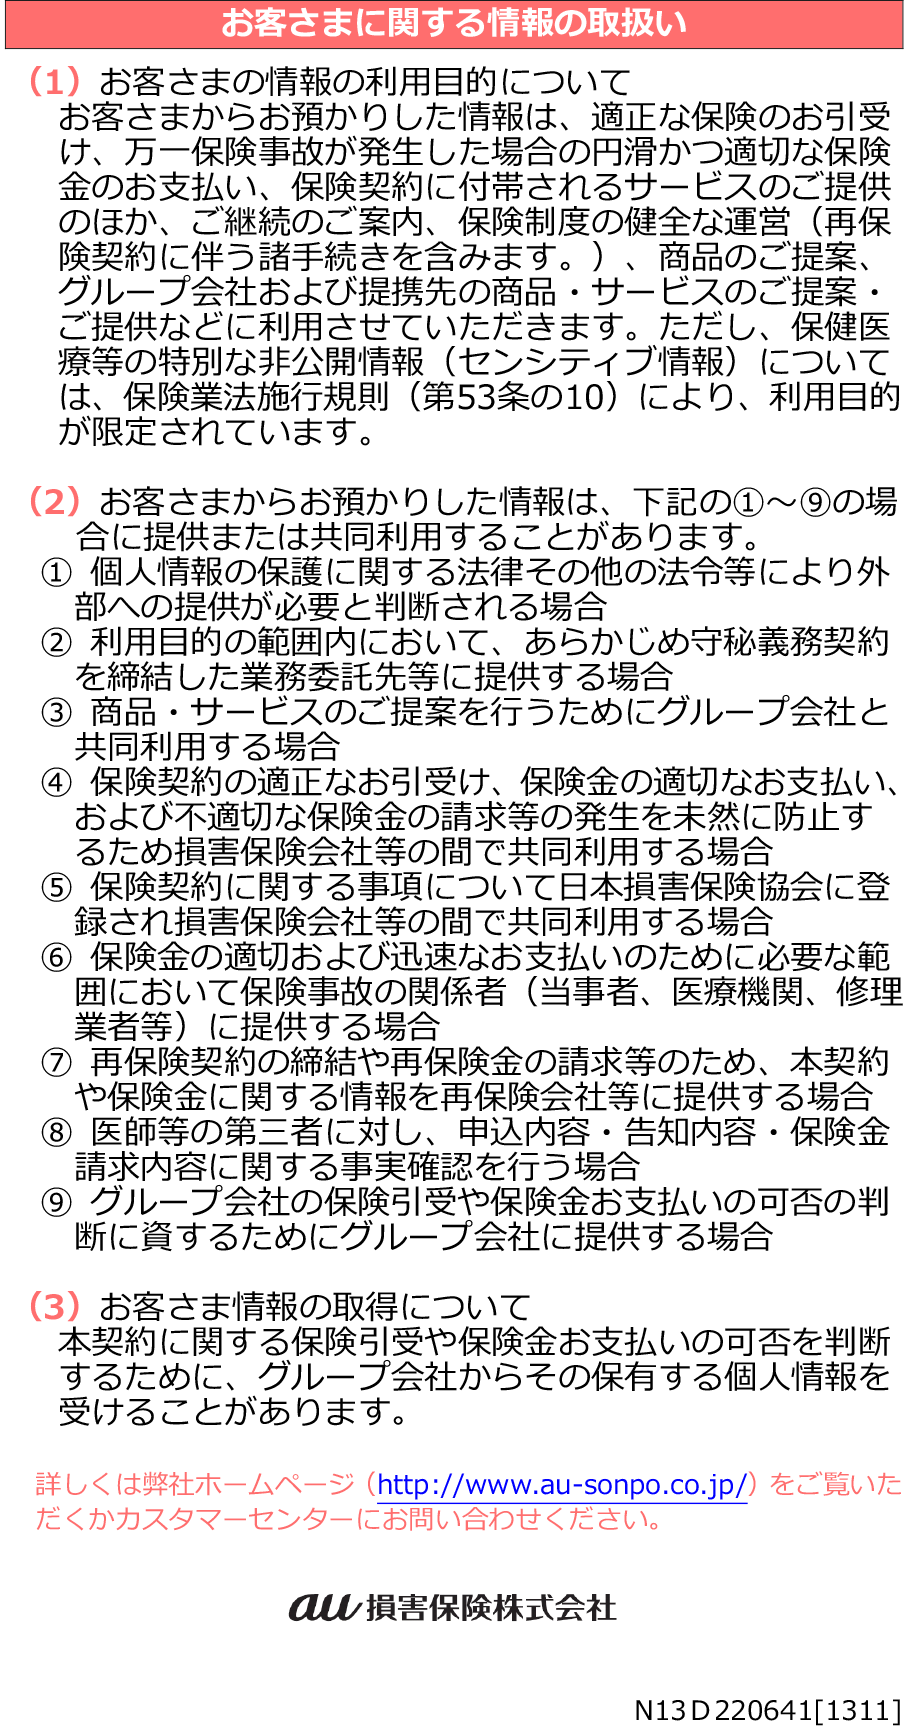 お客さまに関する情報の取扱い
（1）お客さまの情報の利用目的について
お客さまからお預かりした情報は、適正な保険のお引受
け、万一保険事故が発生した場合の円滑かつ適切な保険
金のお支払い、保険契約に付帯されるサービスのご提供
のほか、ご継続のご案内、保険制度の健全な運営（再保
険契約に伴う諸手続きを含みます。）、商品のご提案、
グループ会社および提携先の商品・サービスのご提案・
ご提供などに利用させていただきます。ただし、保健医
療等の特別な非公開情報（センシティブ情報）について
は、保険業法施行規則（第53条の10）により、利用目的
が限定されています。
（2）お客さまからお預かりした情報は、下記の①～⑨の場
合に提供または共同利用することがあります。
① 個人情報の保護に関する法律その他の法令等により外
部への提供が必要と判断される場合
② 利用目的の範囲内において、あらかじめ守秘義務契約
を締結した業務委託先等に提供する場合
③ 商品・サービスのご提案を行うためにグループ会社と
共同利用する場合
④ 保険契約の適正なお引受け、保険金の適切なお支払い、
および不適切な保険金の請求等の発生を未然に防止す
るため損害保険会社等の間で共同利用する場合
⑤ 保険契約に関する事項について日本損害保険協会に登
録され損害保険会社等の間で共同利用する場合
⑥ 保険金の適切および迅速なお支払いのために必要な範
囲において保険事故の関係者（当事者、医療機関、修理
業者等）に提供する場合
⑦ 再保険契約の締結や再保険金の請求等のため、本契約
や保険金に関する情報を再保険会社等に提供する場合
⑧ 医師等の第三者に対し、申込内容・告知内容・保険金
請求内容に関する事実確認を行う場合
⑨ グループ会社の保険引受や保険金お支払いの可否の判
断に資するためにグループ会社に提供する場合
（3）お客さま情報の取得について
本契約に関する保険引受や保険金お支払いの可否を判断
するために、グループ会社からその保有する個人情報を
受けることがあります。
詳しくは弊社ホームページ（http://www.au-sonpo.co.jp/）をご覧いた
だくかカスタマーセンターにお問い合わせください。
au損害保険株式会社
N13Ｄ220641[1311]